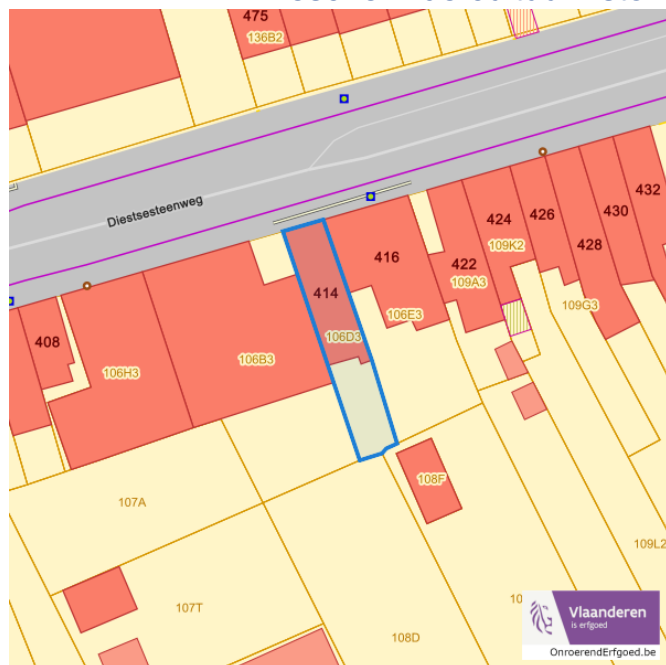 475
136B2
Diestsesteenweg
432
430
426
424
428
416
109K2
422
109A3
414
109G3
106E3
106D3
408
106B3
106H3
108F
107A
109L2
107T
108D
Vlaanderen
is erfgoed
OnroerendErfgoed.be